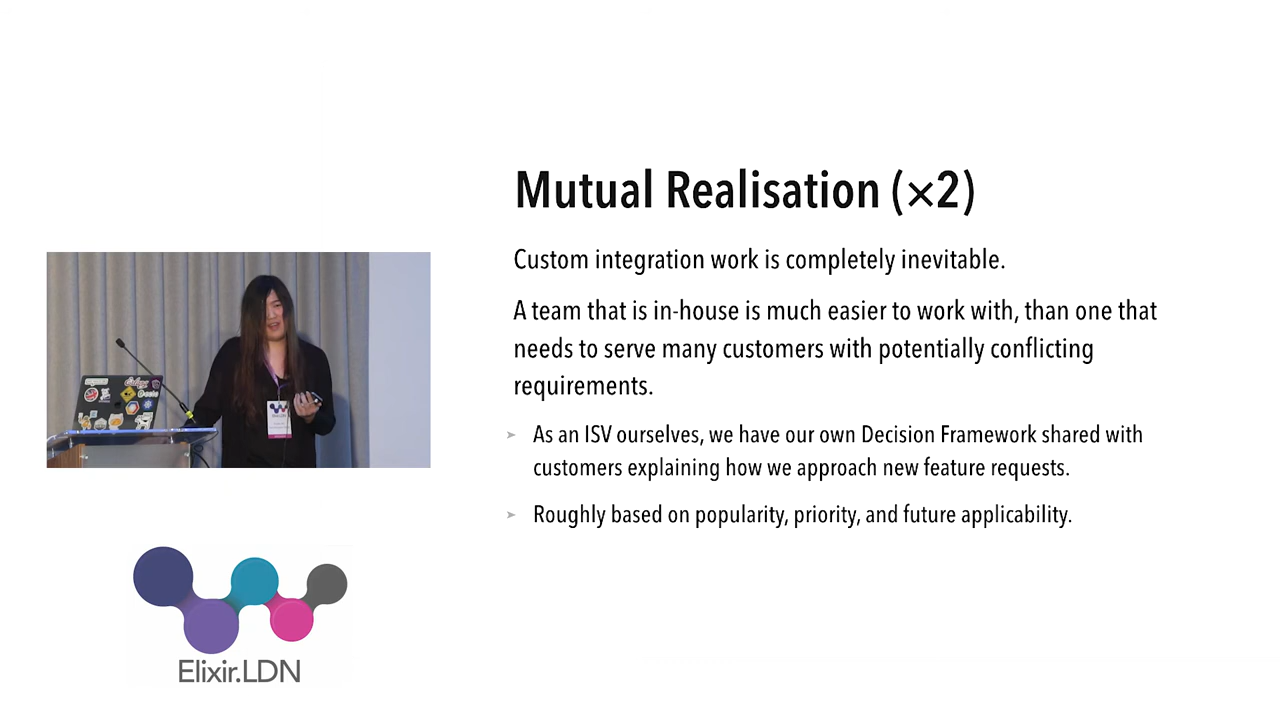 Mutual Realisation (×2)
Custom integration work is completely inevitable.
A team that is in-house is much easier to work with, than one that
needs to serve many customers with potentially conflicting
requirements.
➤ As an ISV ourselves, we have our own Decision Framework shared with
customers explaining how we approach new feature requests.
➤ Roughly based on popularity, priority, and future applicability.
Elixir.LDN